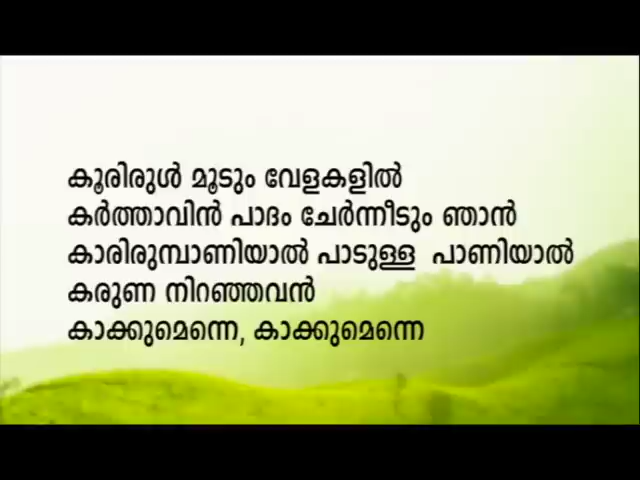 കൂരിരുൾ മൂടും വേളകളിൽ
കർത്താവിൻ പാദം ചേർന്നീടും ഞാൻ
കാരിരുമ്പാണിയാൽ പാടുള്ള പാണിയാൽ
കരുണ നിറഞ്ഞവൻ
കാക്കുമെന്നെ, കാക്കുമെന്നെ